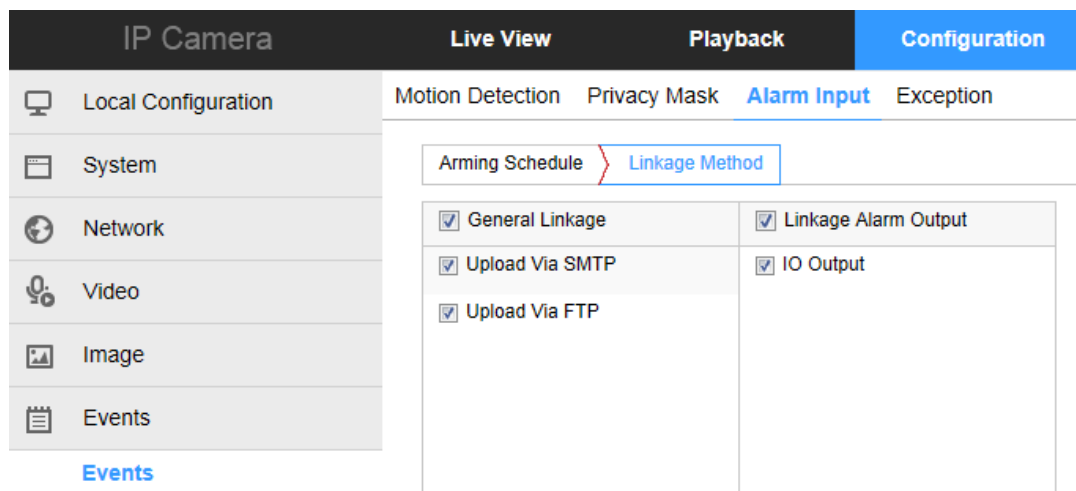 IP Camera Live View Playback Configuration
Local Configuration
System
Network
Video
Image
Events
Events
Motion Detection Privacy Mask Alarm Input Exception
Arming Schedule Linkage Method
General Linkage Linkage Alarm Output
Upload Via SMTP IO Output
Upload Via FTP